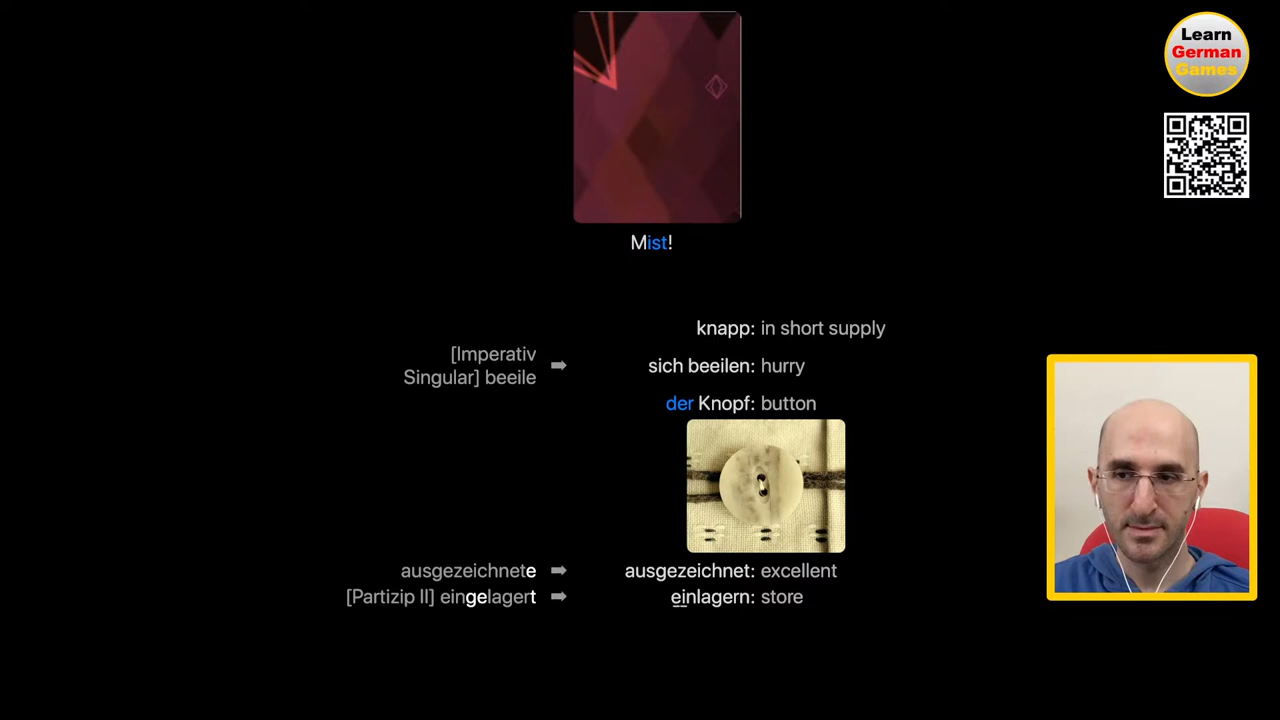 Learn
German
Games
Mist!
knapp: in short supply
[Imperativ
Singular] beeile ➡ sich beeilen: hurry
der Knopf: button
ausgezeichnete ➡ ausgezeichnet: excellent
[Partizip II] eingelagert ➡ einlagern: store